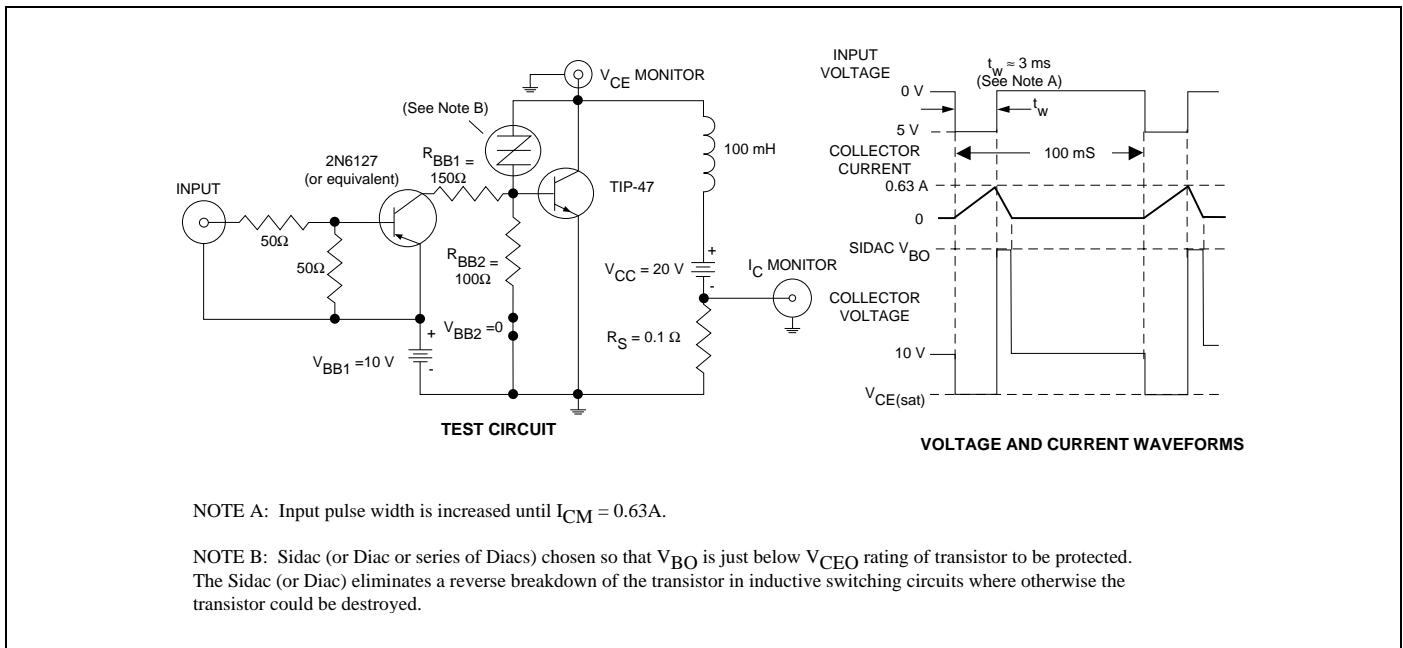 V_CE MONITOR
(See Note B)
2N6127
(or equivalent)
R_BB1 =
150Ω
INPUT
50Ω
50Ω
TIP-47
100 mH
R_BB2 =
100Ω
V_CC = 20 V
+
-
I_C MONITOR
V_BB2 =0
R_S = 0.1 Ω
+
V_BB1 =10 V
-
TEST CIRCUIT
INPUT
VOLTAGE
t_w ≈ 3 ms
(See Note A)
0 V
t_w
5 V
COLLECTOR
CURRENT
100 mS
0.63 A
0
SIDAC V_BO
COLLECTOR
VOLTAGE
10 V
V_CE(sat)
VOLTAGE AND CURRENT WAVEFORMS
NOTE A: Input pulse width is increased until I_CM = 0.63A.
NOTE B: Sidac (or Diac or series of Diacs) chosen so that V_BO is just below V_CEO rating of transistor to be protected.
The Sidac (or Diac) eliminates a reverse breakdown of the transistor in inductive switching circuits where otherwise the
transistor could be destroyed.